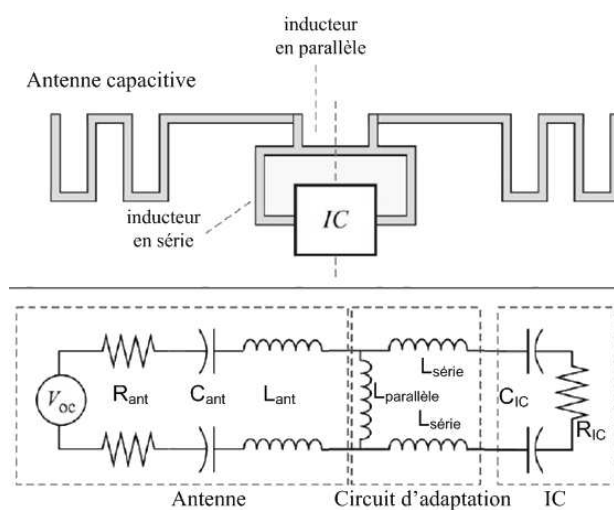 inducteur
en parallèle
Antenne capacitive
inducteur
en série
IC
V_oc
R_ant
C_ant
L_ant
L_série
L_parallèle
L_série
C_IC
R_IC
Antenne
Circuit d'adaptation
IC